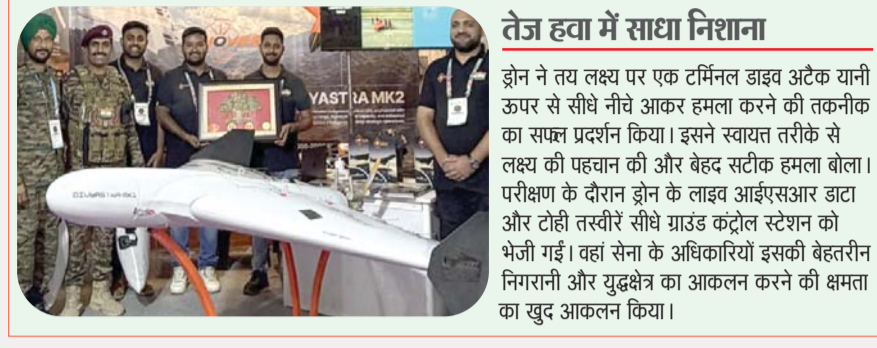 तेज हवा में साधा निशाना
ड्रोन ने तय लक्ष्य पर एक टर्मिनल डाइव अटैक यानी
ऊपर से सीधे नीचे आकर हमला करने की तकनीक
का सफल प्रदर्शन किया। इसने स्वायत्त तरीके से
लक्ष्य की पहचान की और बेहद सटीक हमला बोला।
परीक्षण के दौरान ड्रोन के लाइव आईएसआर डाटा
और टोही तस्वीरें सीधे ग्राउंड कंट्रोल स्टेशन को
भेजी गईं। वहां सेना के अधिकारियों इसकी बेहतरीन
निगरानी और युद्धक्षेत्र का आकलन करने की क्षमता
का खुद आकलन किया।
YASTRA MK2
DIVYASTRA MK2